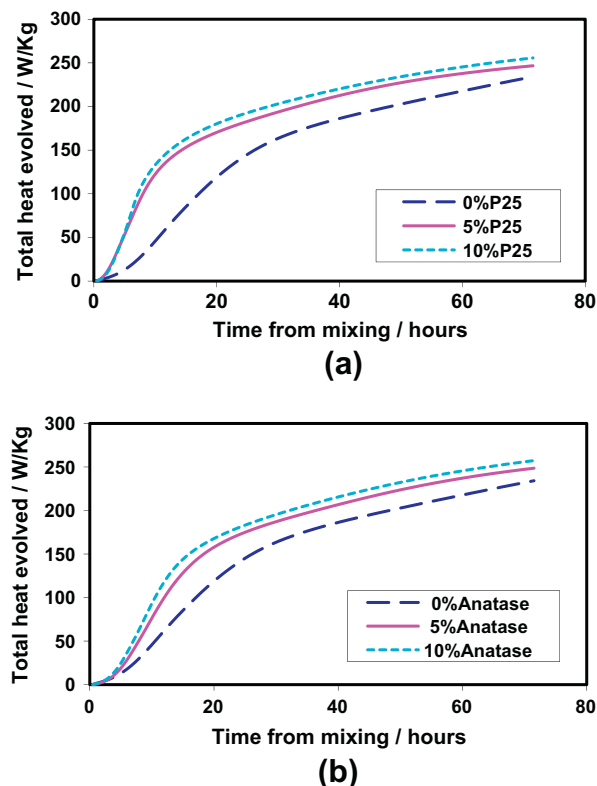 Total heat evolved / W/Kg
300
250
200
150
100
50
0
0%P25
5%P25
10%P25
0 20 40 60 80
Time from mixing / hours
(a)
Total heat evolved / W/Kg
300
250
200
150
100
50
0
0%Anatase
5%Anatase
10%Anatase
0 20 40 60 80
Time from mixing / hours
(b)